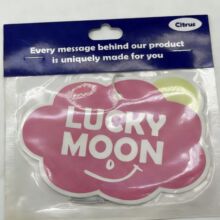 Citrus
Every message behind our product
is uniquely made for you
LUCKY
MOON